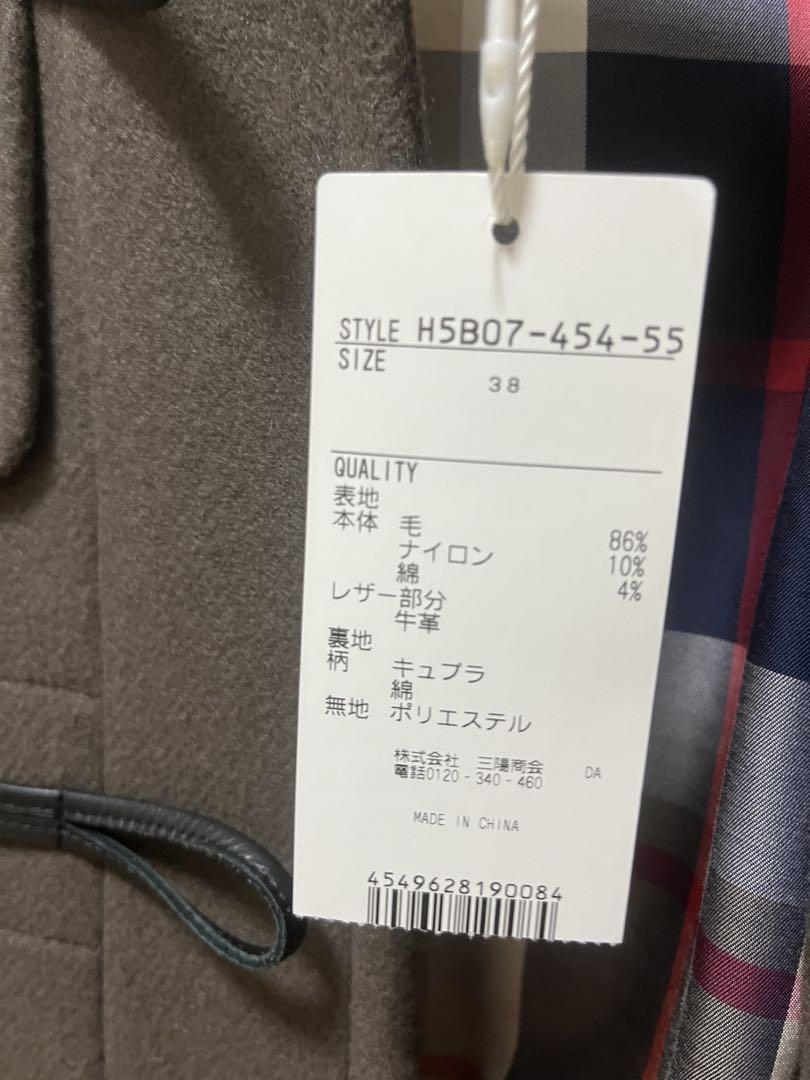 STYLE H5B07-454-55
SIZE
38
QUALITY
表地
本体 毛 86%
ナイロン 10%
綿 4%
レザー部分
牛革
裏地
柄 キュプラ
綿
無地 ポリエステル
株式会社 三陽商会 DA
電話0120-340-460
MADE IN CHINA
4549628190084